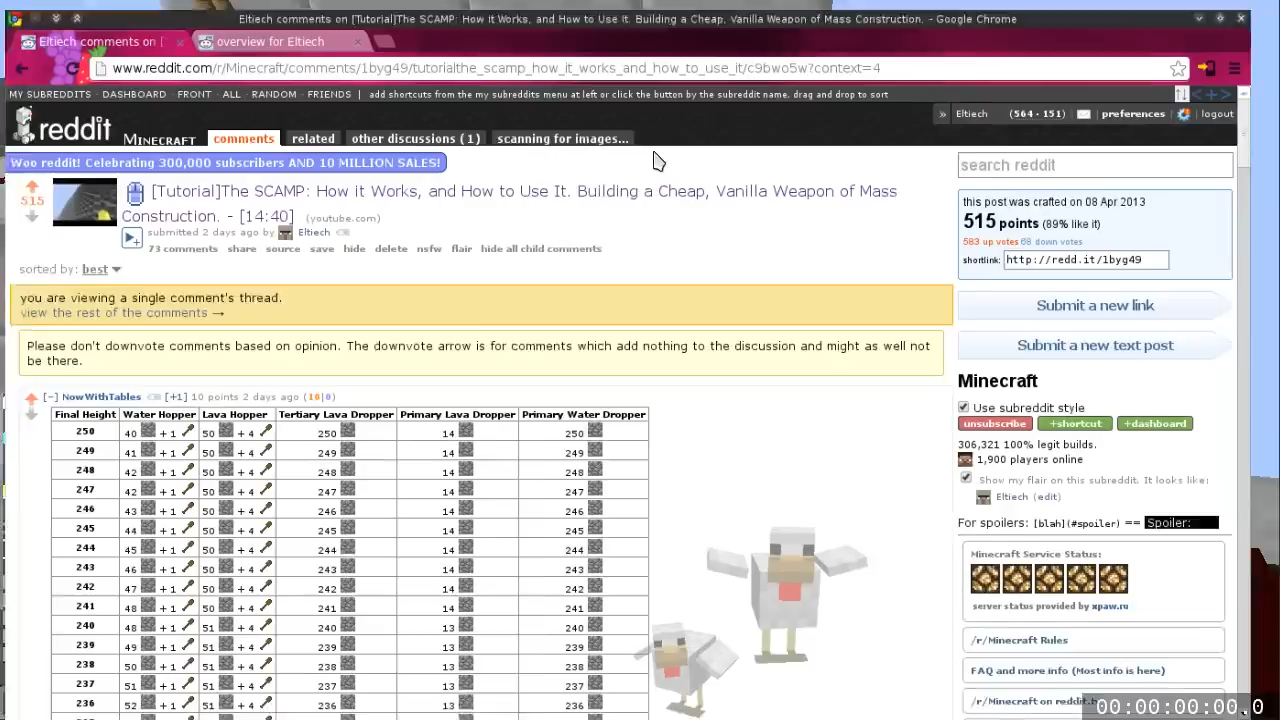 Eltiech comments on [Tutorial]The SCAMP: How it Works, and How to Use It. Building a Cheap, Vanilla Weapon of Mass Construction. - Google Chrome
Eltiech comments on [ overview for Eltiech
www.reddit.com/r/Minecraft/comments/1byg49/tutorialthe_scamp_how_it_works_and_how_to_use_it/c9bwo5w?context=4
MY SUBREDDITS DASHBOARD FRONT ALL RANDOM FRIENDS | add shortcuts from the my subreddits menu at left or click the button by the subreddit name, drag and drop to sort
reddit MINECRAFT comments related other discussions (1) scanning for images...
» Eltiech (564 · 151) preferences logout
Woo reddit! Celebrating 300,000 subscribers AND 10 MILLION SALES!
515
[Tutorial]The SCAMP: How it Works, and How to Use It. Building a Cheap, Vanilla Weapon of Mass
Construction. - [14:40] (youtube.com)
submitted 2 days ago by Eltiech
73 comments share source save hide delete nsfw flair hide all child comments
sorted by: best
you are viewing a single comment's thread.
view the rest of the comments →
Please don't downvote comments based on opinion. The downvote arrow is for comments which add nothing to the discussion and might as well not
be there.
[−] NowWithTables [+1] 10 points 2 days ago (10|0)
Final Height Water Hopper Lava Hopper Tertiary Lava Dropper Primary Lava Dropper Primary Water Dropper
250 40 + 1 50 + 4 250 14 250
249 41 + 1 50 + 4 249 14 249
248 42 + 1 50 + 4 248 14 248
247 42 + 1 50 + 4 247 14 247
246 43 + 1 50 + 4 246 14 246
245 44 + 1 50 + 4 245 14 245
244 45 + 1 50 + 4 244 14 244
243 46 + 1 50 + 4 243 14 243
242 47 + 1 50 + 4 242 14 242
241 48 + 1 50 + 4 241 14 241
240 48 + 1 51 + 4 240 13 240
239 49 + 1 51 + 4 239 13 239
238 50 + 1 51 + 4 238 13 238
237 51 + 1 51 + 4 237 13 237
236 52 + 1 51 + 4 236 13 236
search reddit
this post was crafted on 08 Apr 2013
515 points (89% like it)
583 up votes 68 down votes
shortlink: http://redd.it/1byg49
Submit a new link
Submit a new text post
Minecraft
Use subreddit style
unsubscribe +shortcut +dashboard
306,321 100% legit builds.
1,900 players online
Show my flair on this subreddit. It looks like:
Eltiech (edit)
For spoilers: [blah](#spoiler) == Spoiler:
Minecraft Service Status:
server status provided by xpaw.ru
/r/Minecraft Rules
FAQ and more info (Most info is here)
/r/Minecraft on reddit.
00:00:00:00.0